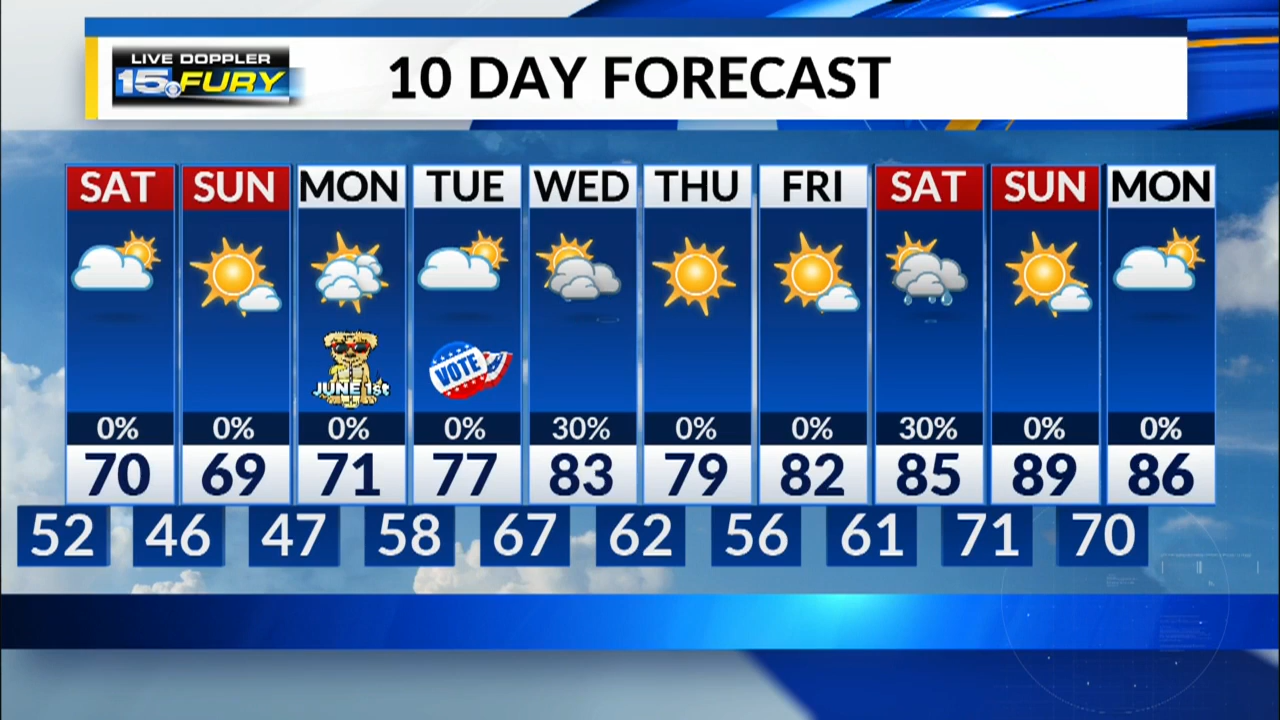 LIVE DOPPLER
15 FURY
10 DAY FORECAST
SAT SUN MON TUE WED THU FRI SAT SUN MON
JUNE 1st VOTE
0% 0% 0% 0% 30% 0% 0% 30% 0% 0%
70 69 71 77 83 79 82 85 89 86
52 46 47 58 67 62 56 61 71 70